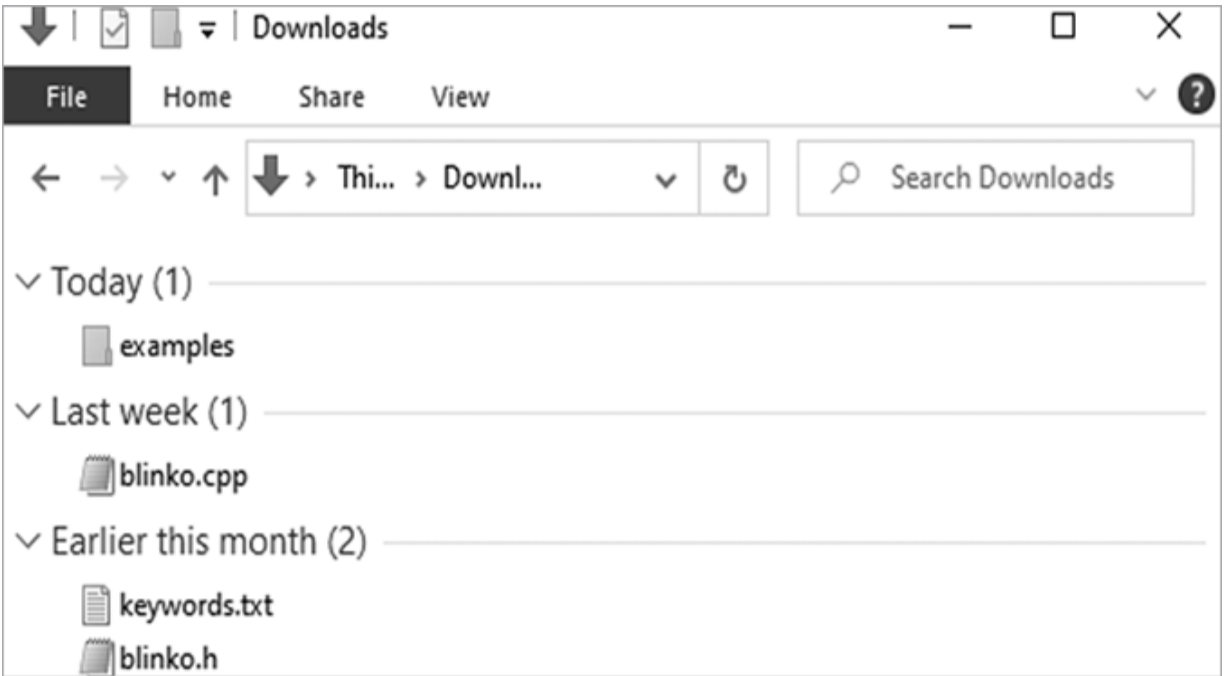 Downloads
File Home Share View ?
Thi... Downl... Search Downloads
Today (1)
examples
Last week (1)
blinko.cpp
Earlier this month (2)
keywords.txt
blinko.h